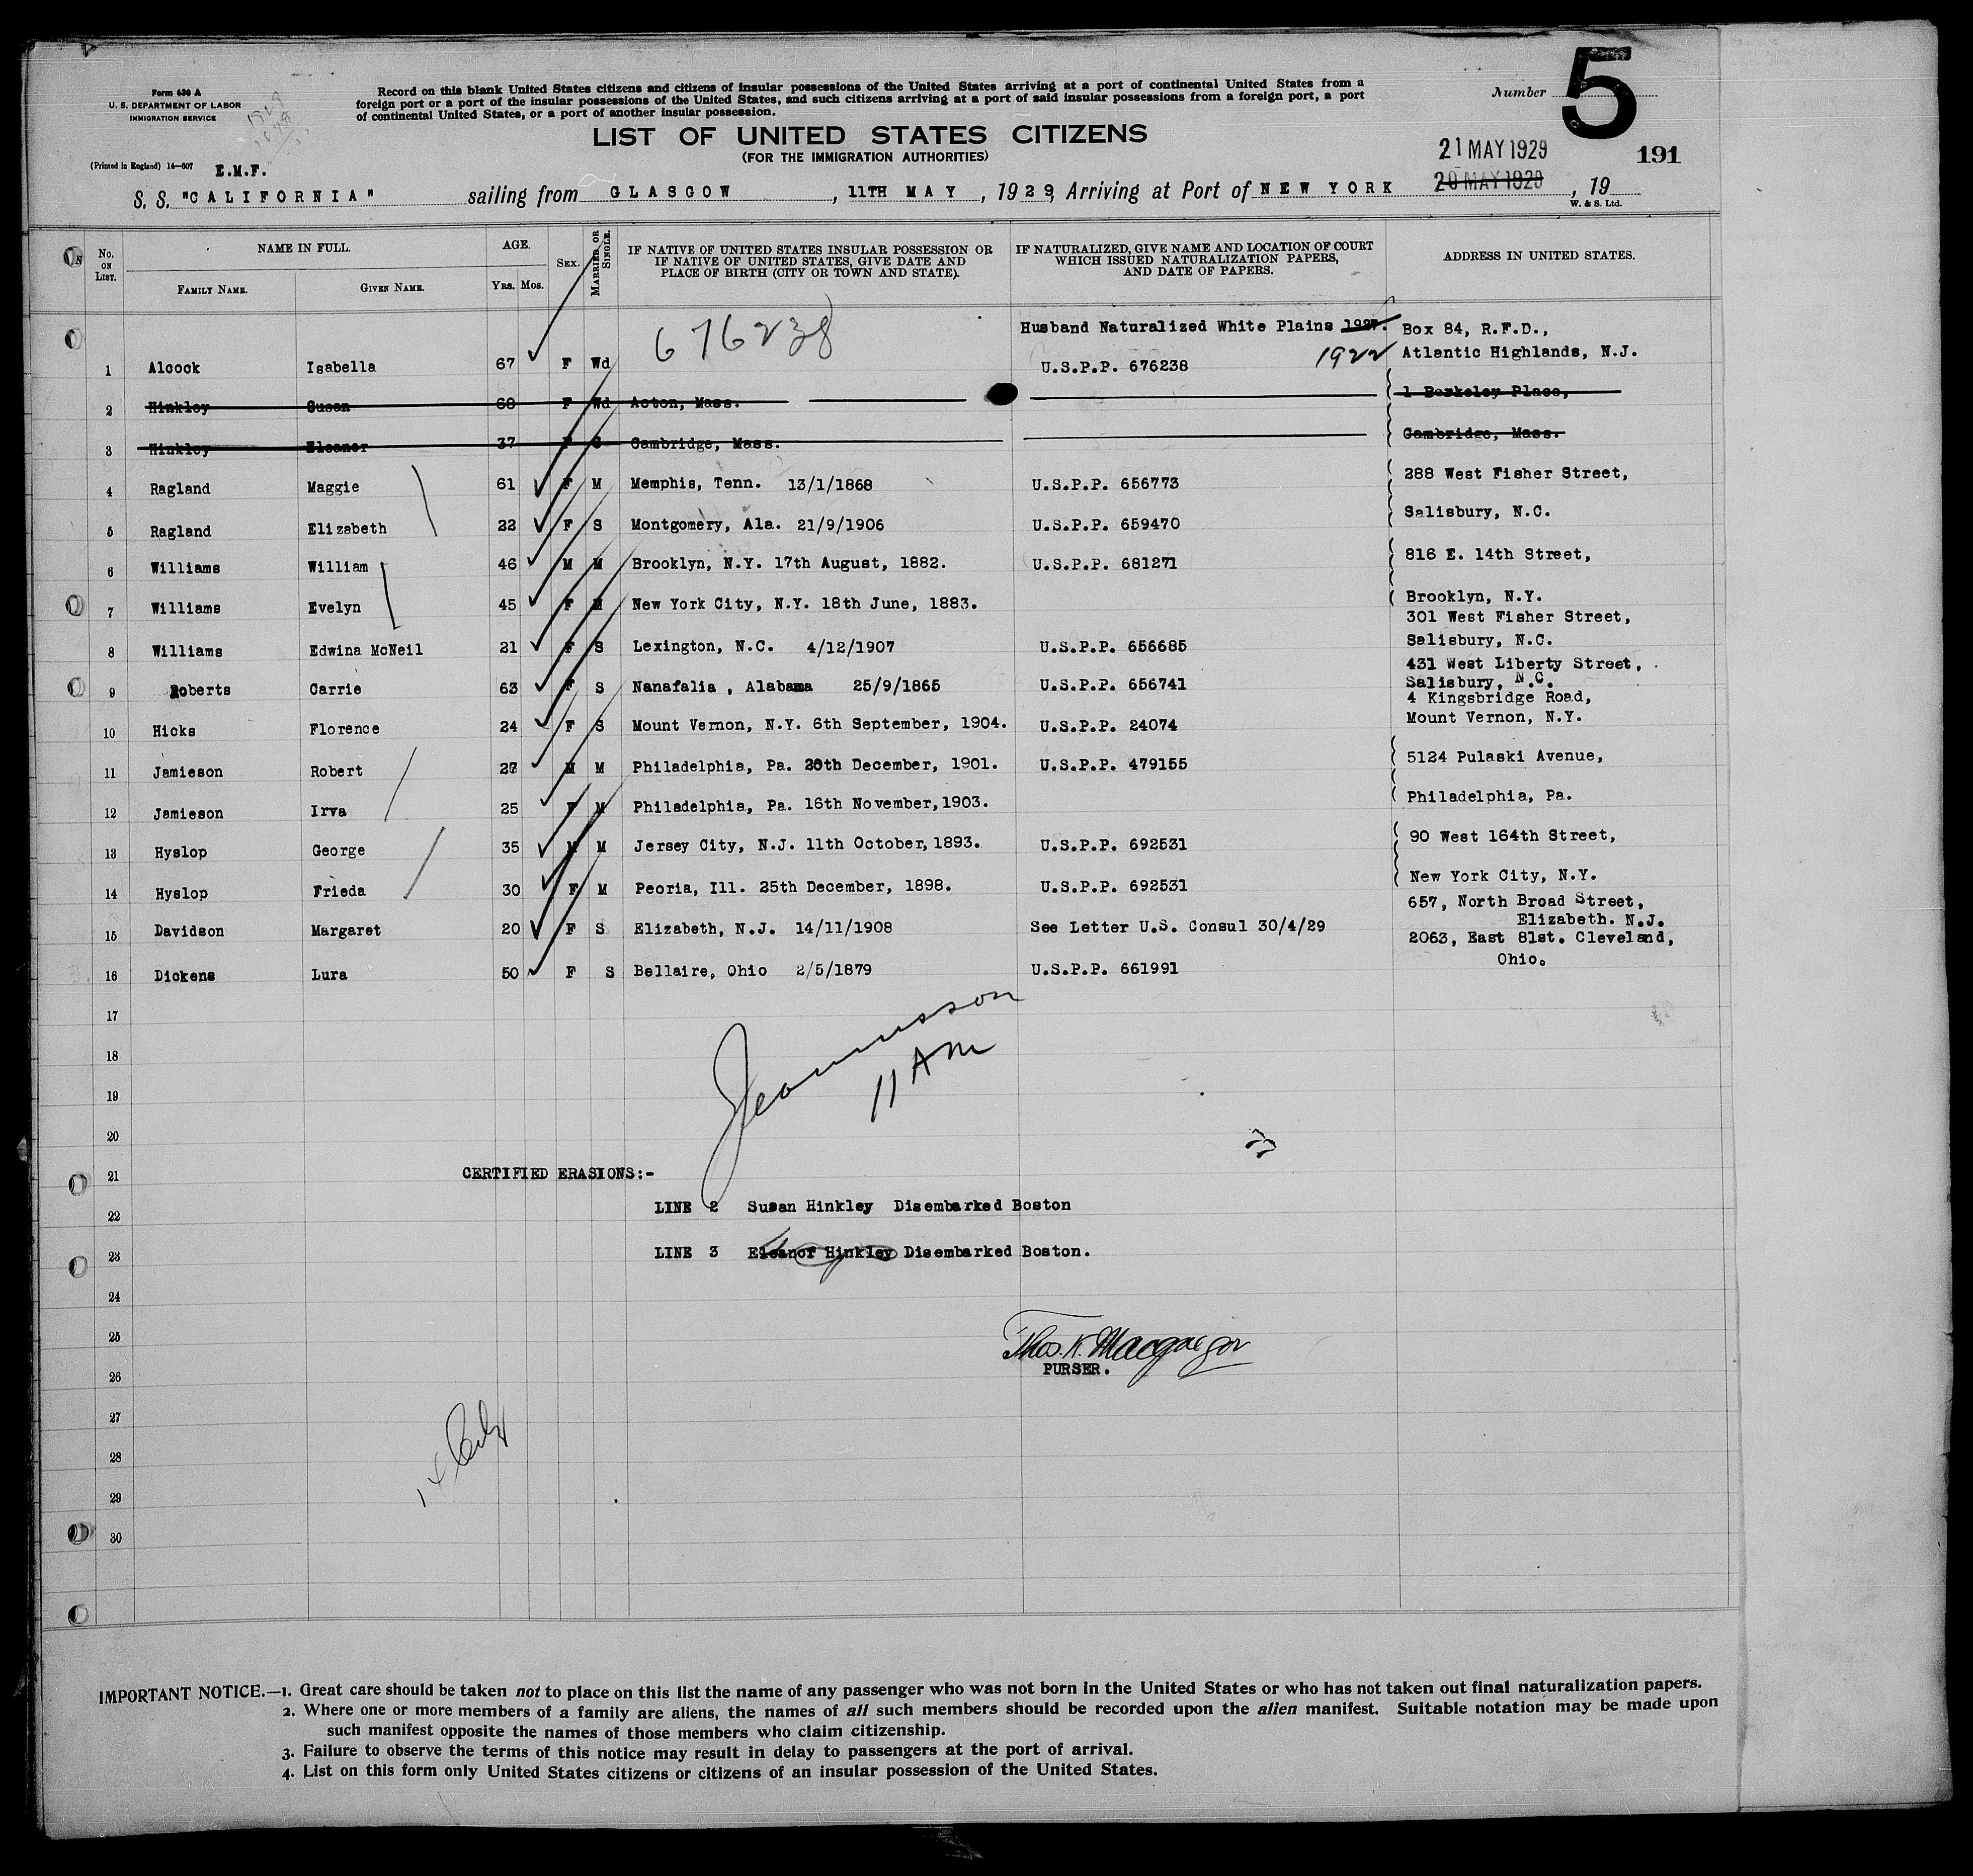 Form 636 A
U. S. DEPARTMENT OF LABOR
IMMIGRATION SERVICE
Record on this blank United States citizens and citizens of insular possessions of the United States arriving at a port of continental United States from a
foreign port or a port of the insular possessions of the United States, and such citizens arriving at a port of said insular possessions from a foreign port, a port
of continental United States, or a port of another insular possession.
Number 5
LIST OF UNITED STATES CITIZENS
(FOR THE IMMIGRATION AUTHORITIES)
21 MAY 1929
191
(Printed in England) 14—607
E.M.F.
S. S. "CALIFORNIA" sailing from GLASGOW, 11TH MAY, 1929, Arriving at Port of NEW YORK 20 MAY 1929, 19
W. & S. Ltd.
No. ON LIST. NAME IN FULL. AGE. SEX. MARRIED OR SINGLE. IF NATIVE OF UNITED STATES INSULAR POSSESSION OR IF NATIVE OF UNITED STATES, GIVE DATE AND PLACE OF BIRTH (CITY OR TOWN AND STATE). IF NATURALIZED, GIVE NAME AND LOCATION OF COURT WHICH ISSUED NATURALIZATION PAPERS, AND DATE OF PAPERS. ADDRESS IN UNITED STATES.
FAMILY NAME. GIVEN NAME. YRS. MOS.
676238 Husband Naturalized White Plains 1927. Box 84, R.F.D.,
1 Alcock Isabella 67 F Wd U.S.P.P. 676238 1922 Atlantic Highlands, N.J.
2 Hinkley Susan 68 F Wd Acton, Mass. 1 Berkeley Place,
3 Hinkley Eleanor 37 F S Cambridge, Mass. Cambridge, Mass.
4 Ragland Maggie 61 F M Memphis, Tenn. 13/1/1868 U.S.P.P. 656773 288 West Fisher Street,
5 Ragland Elizabeth 22 F S Montgomery, Ala. 21/9/1906 U.S.P.P. 659470 Salisbury, N.C.
6 Williams William 46 M M Brooklyn, N.Y. 17th August, 1882. U.S.P.P. 681271 816 E. 14th Street,
7 Williams Evelyn 45 F M New York City, N.Y. 18th June, 1883. Brooklyn, N.Y.
301 West Fisher Street,
8 Williams Edwina McNeil 21 F S Lexington, N.C. 4/12/1907 U.S.P.P. 656685 Salisbury, N.C.
431 West Liberty Street,
9 Roberts Carrie 63 F S Nanafalia , Alabama 25/9/1865 U.S.P.P. 656741 Salisbury, N.C.
4 Kingsbridge Road,
10 Hicks Florence 24 F S Mount Vernon, N.Y. 6th September, 1904. U.S.P.P. 24074 Mount Vernon, N.Y.
11 Jamieson Robert 27 M M Philadelphia, Pa. 20th December, 1901. U.S.P.P. 479155 5124 Pulaski Avenue,
12 Jamieson Irva 25 F M Philadelphia, Pa. 16th November, 1903. Philadelphia, Pa.
13 Hyslop George 35 M M Jersey City, N.J. 11th October, 1893. U.S.P.P. 692531 90 West 164th Street,
14 Hyslop Frieda 30 F M Peoria, Ill. 25th December, 1898. U.S.P.P. 692531 New York City, N.Y.
657, North Broad Street,
15 Davidson Margaret 20 F S Elizabeth, N.J. 14/11/1908 See Letter U.S. Consul 30/4/29 Elizabeth. N.J.
2063, East 81st. Cleveland,
16 Dickens Lura 50 F S Bellaire, Ohio 2/5/1879 U.S.P.P. 661991 Ohio.
17
18
11 AM
19
20
21 CERTIFIED ERASIONS:-
22 LINE 2 Susan Hinkley Disembarked Boston
23 LINE 3 Eleanor Hinkley Disembarked Boston.
24
25 Thos. K. Macgregor
26 PURSER.
27
28
29
30
IMPORTANT NOTICE.—1. Great care should be taken not to place on this list the name of any passenger who was not born in the United States or who has not taken out final naturalization papers.
2. Where one or more members of a family are aliens, the names of all such members should be recorded upon the alien manifest. Suitable notation may be made upon
such manifest opposite the names of those members who claim citizenship.
3. Failure to observe the terms of this notice may result in delay to passengers at the port of arrival.
4. List on this form only United States citizens or citizens of an insular possession of the United States.